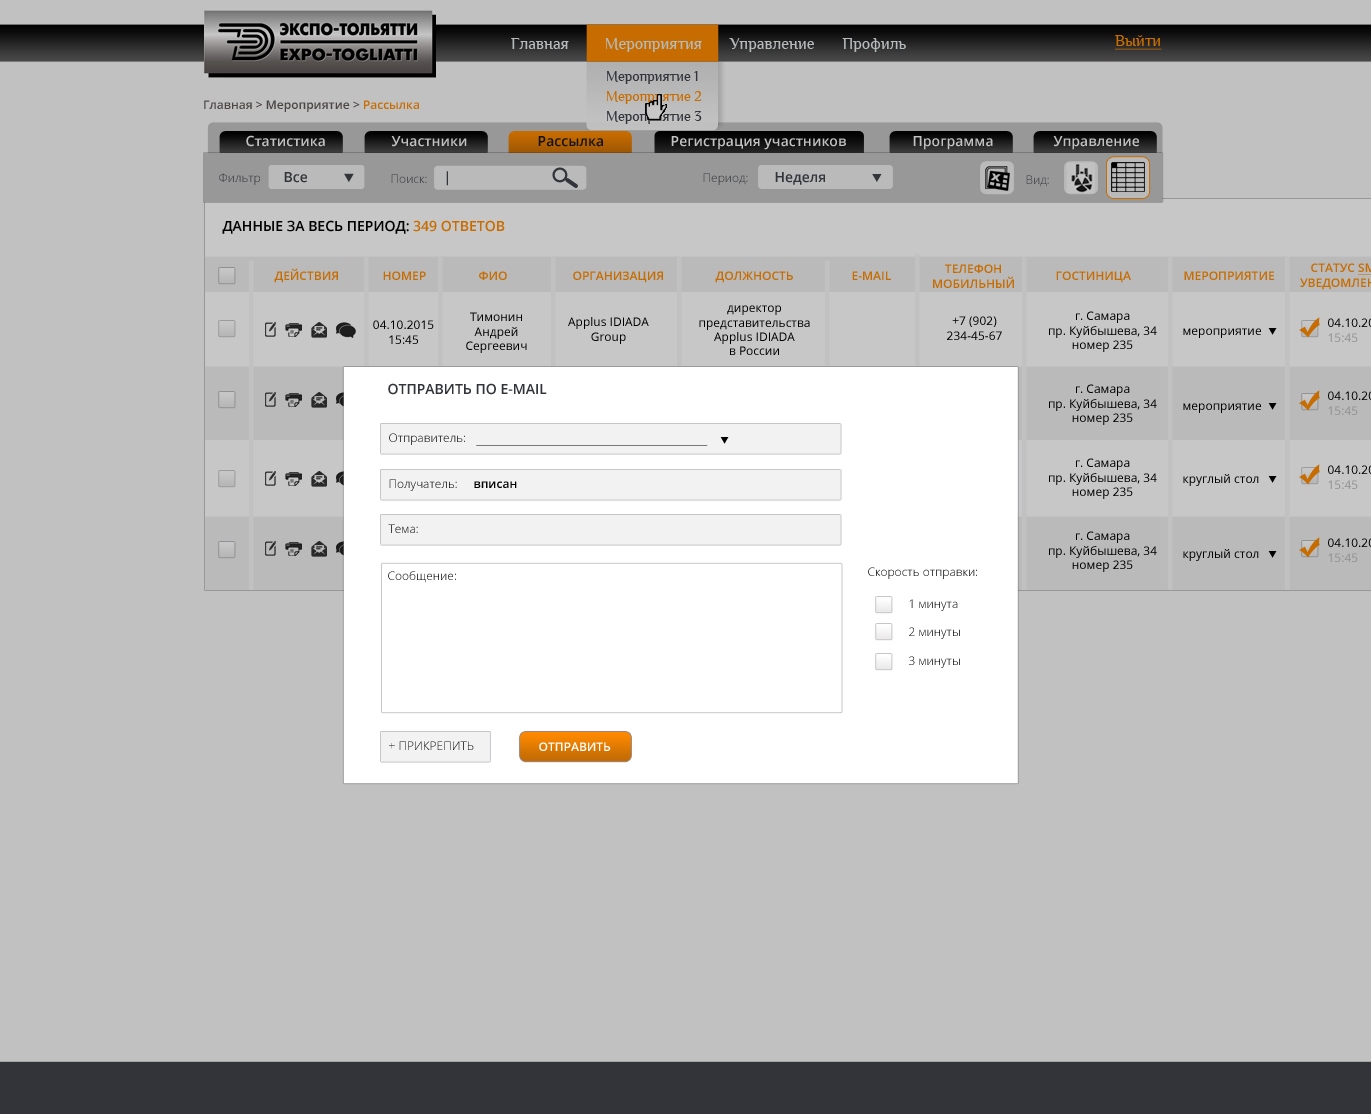 ЭКСПО-ТОЛЬЯТТИ
EXPO-TOGLIATTI
Главная Мероприятия Управление Профиль Выйти
Мероприятие 1
Мероприятие 2
Мероприятие 3
Главная > Мероприятие > Рассылка
Статистика Участники Рассылка Регистрация участников Программа Управление
Фильтр Все Поиск: Период: Неделя Вид:
ДАННЫЕ ЗА ВЕСЬ ПЕРИОД: 349 ОТВЕТОВ
ДЕЙСТВИЯ НОМЕР ФИО ОРГАНИЗАЦИЯ ДОЛЖНОСТЬ E-MAIL ТЕЛЕФОН МОБИЛЬНЫЙ ГОСТИНИЦА МЕРОПРИЯТИЕ СТАТУС SM
УВЕДОМЛЕН
04.10.2015
15:45
Тимонин
Андрей
Сергеевич
Applus IDIADA
Group
директор
представительства
Applus IDIADA
в России
+7 (902)
234-45-67
г. Самара
пр. Куйбышева, 34
номер 235
мероприятие
04.10.20
15:45
г. Самара
пр. Куйбышева, 34
номер 235
мероприятие
04.10.20
15:45
г. Самара
пр. Куйбышева, 34
номер 235
круглый стол
04.10.20
15:45
г. Самара
пр. Куйбышева, 34
номер 235
круглый стол
04.10.20
15:45
ОТПРАВИТЬ ПО E-MAIL
Отправитель:
Получатель: вписан
Тема:
Сообщение:
Скорость отправки:
1 минута
2 минуты
3 минуты
+ ПРИКРЕПИТЬ
ОТПРАВИТЬ